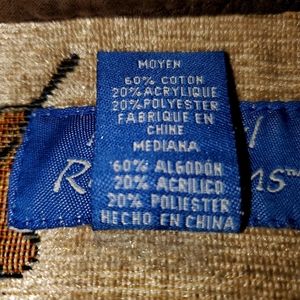 MOYEN
60% COTON
20% ACRYLIQUE
20% POLYESTER
FABRIQUE EN
CHINE
MEDIANA
60% ALGODÓN
20% ACRILICO
20% POLIESTER
HECHO EN CHINA